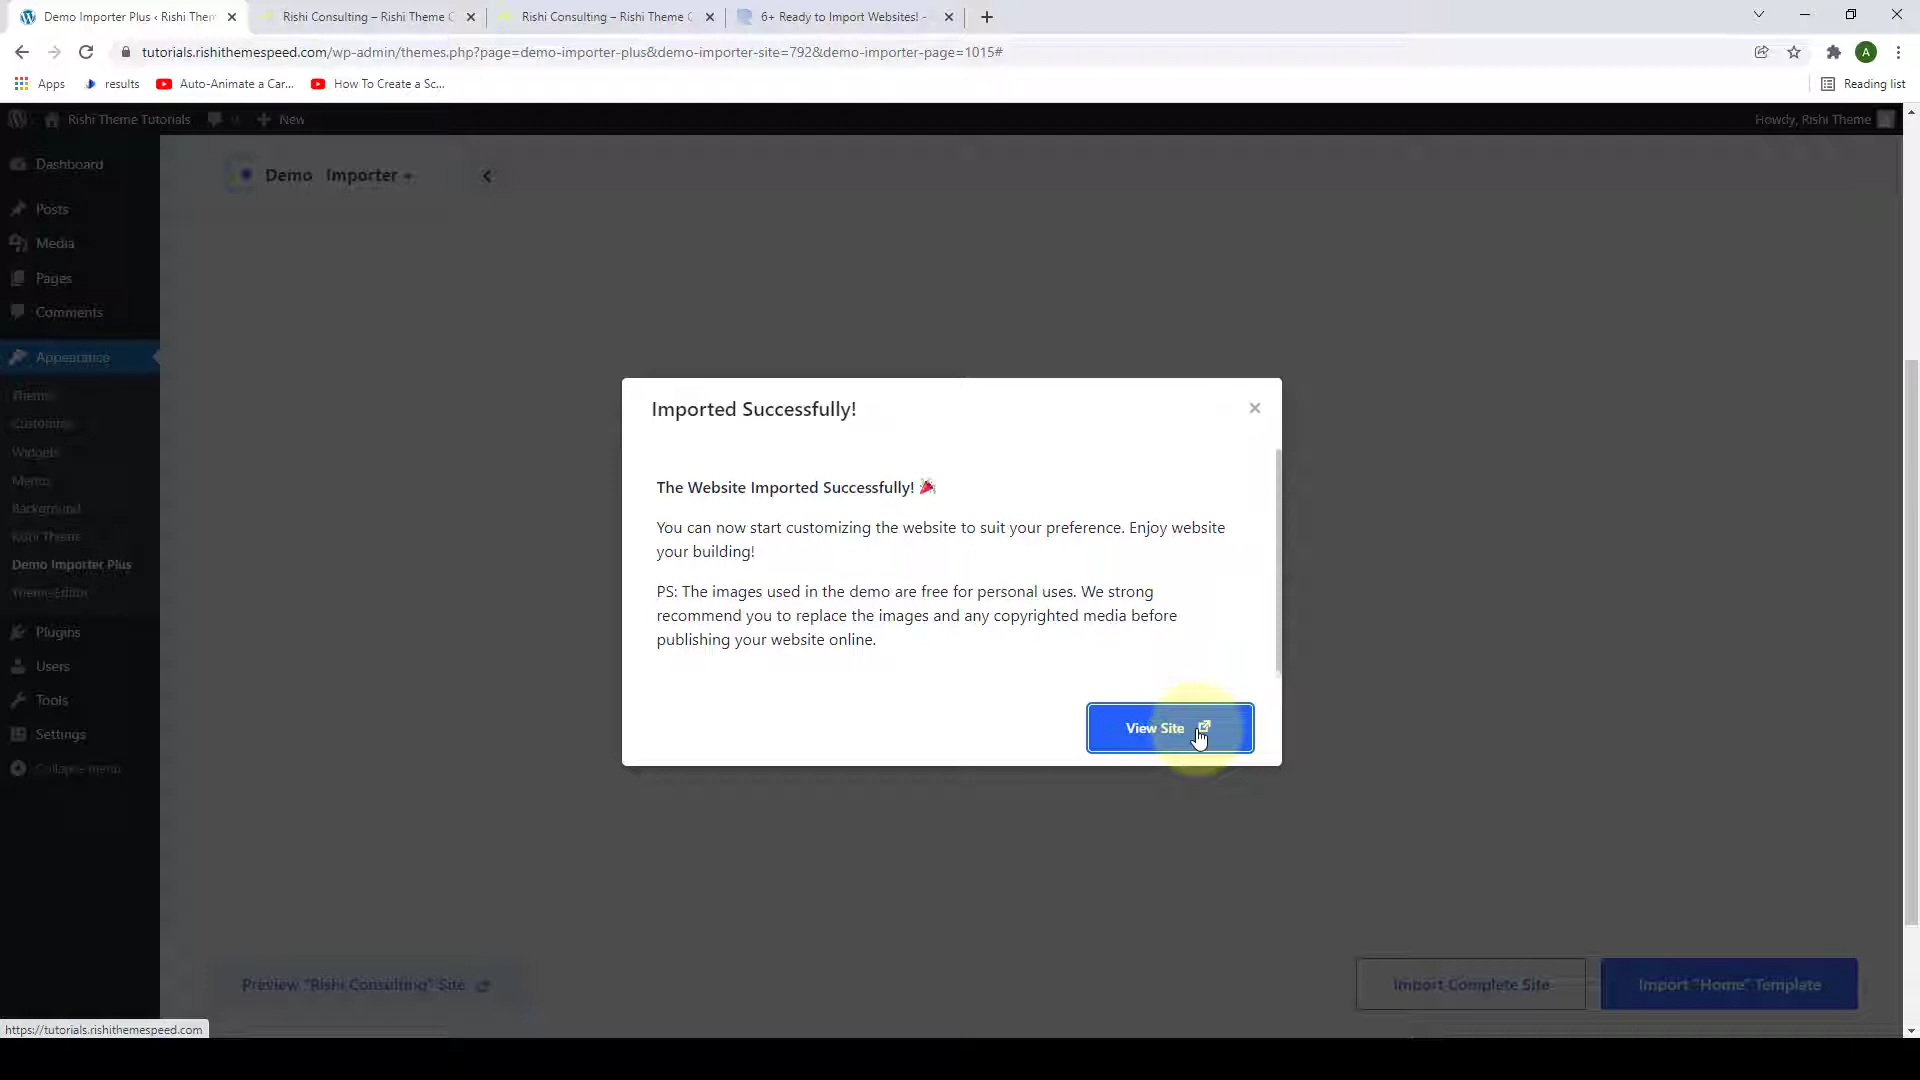 Demo Importer Plus ‹ Rishi Them
Rishi Consulting – Rishi Theme C
Rishi Consulting – Rishi Theme C
6+ Ready to Import Websites! -
tutorials.rishithemespeed.com/wp-admin/themes.php?page=demo-importer-plus&demo-importer-site=792&demo-importer-page=1015#
A
Apps
results
Auto-Animate a Car...
How To Create a Sc...
Reading list
Rishi Theme Tutorials
0
New
Howdy, Rishi Theme
Dashboard
Demo Importer
Posts
Media
Pages
Comments
Appearance
Themes
Customize
Widgets
Menus
Background
Rishi Theme
Demo Importer Plus
Theme Editor
Plugins
Users
Tools
Settings
Collapse menu
Imported Successfully!
The Website Imported Successfully!
You can now start customizing the website to suit your preference. Enjoy website
your building!
PS: The images used in the demo are free for personal uses. We strong
recommend you to replace the images and any copyrighted media before
publishing your website online.
View Site
Preview "Rishi Consulting" Site
Import Complete Site
Import "Home" Template
https://tutorials.rishithemespeed.com